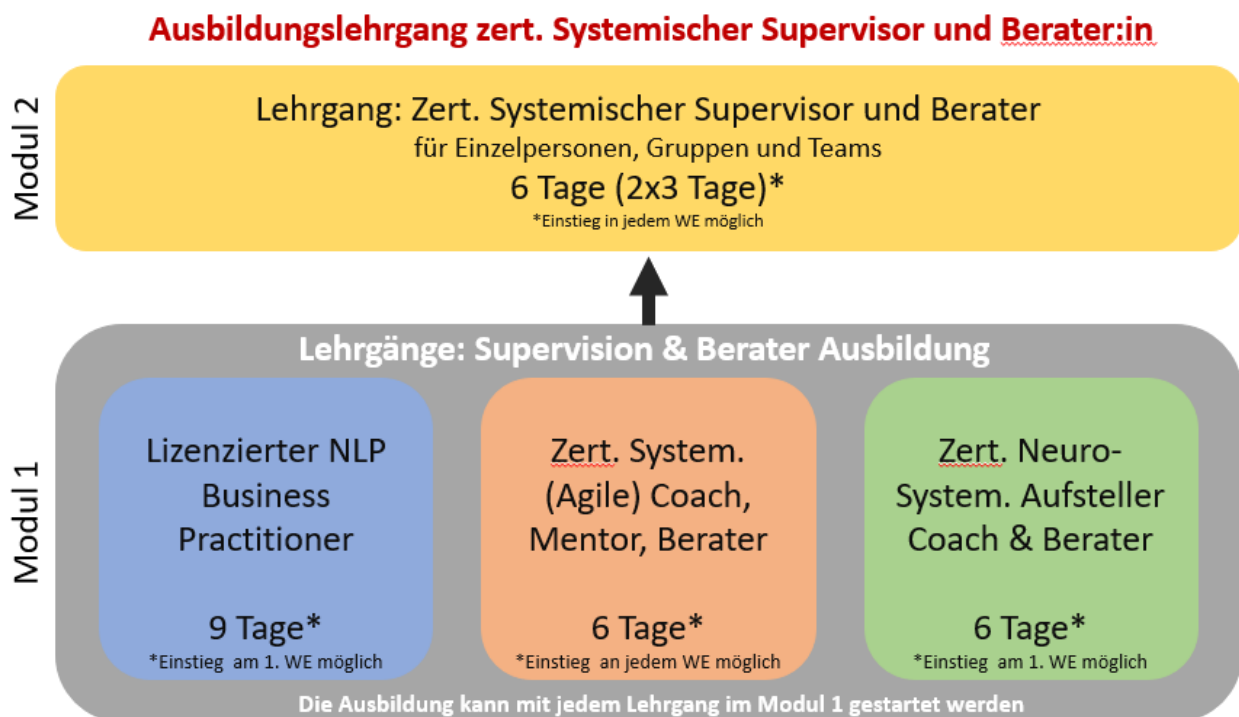 Ausbildungslehrgang zert. Systemischer Supervisor und Berater:in
Modul 2
Lehrgang: Zert. Systemischer Supervisor und Berater
für Einzelpersonen, Gruppen und Teams
6 Tage (2x3 Tage)*
*Einstieg in jedem WE möglich
Modul 1
Lehrgänge: Supervision & Berater Ausbildung
Lizenzierter NLP
Business
Practitioner
9 Tage*
*Einstieg am 1. WE möglich
Zert. System.
(Agile) Coach,
Mentor, Berater
6 Tage*
*Einstieg an jedem WE möglich
Zert. Neuro-
System. Aufsteller
Coach & Berater
6 Tage*
*Einstieg am 1. WE möglich
Die Ausbildung kann mit jedem Lehrgang im Modul 1 gestartet werden